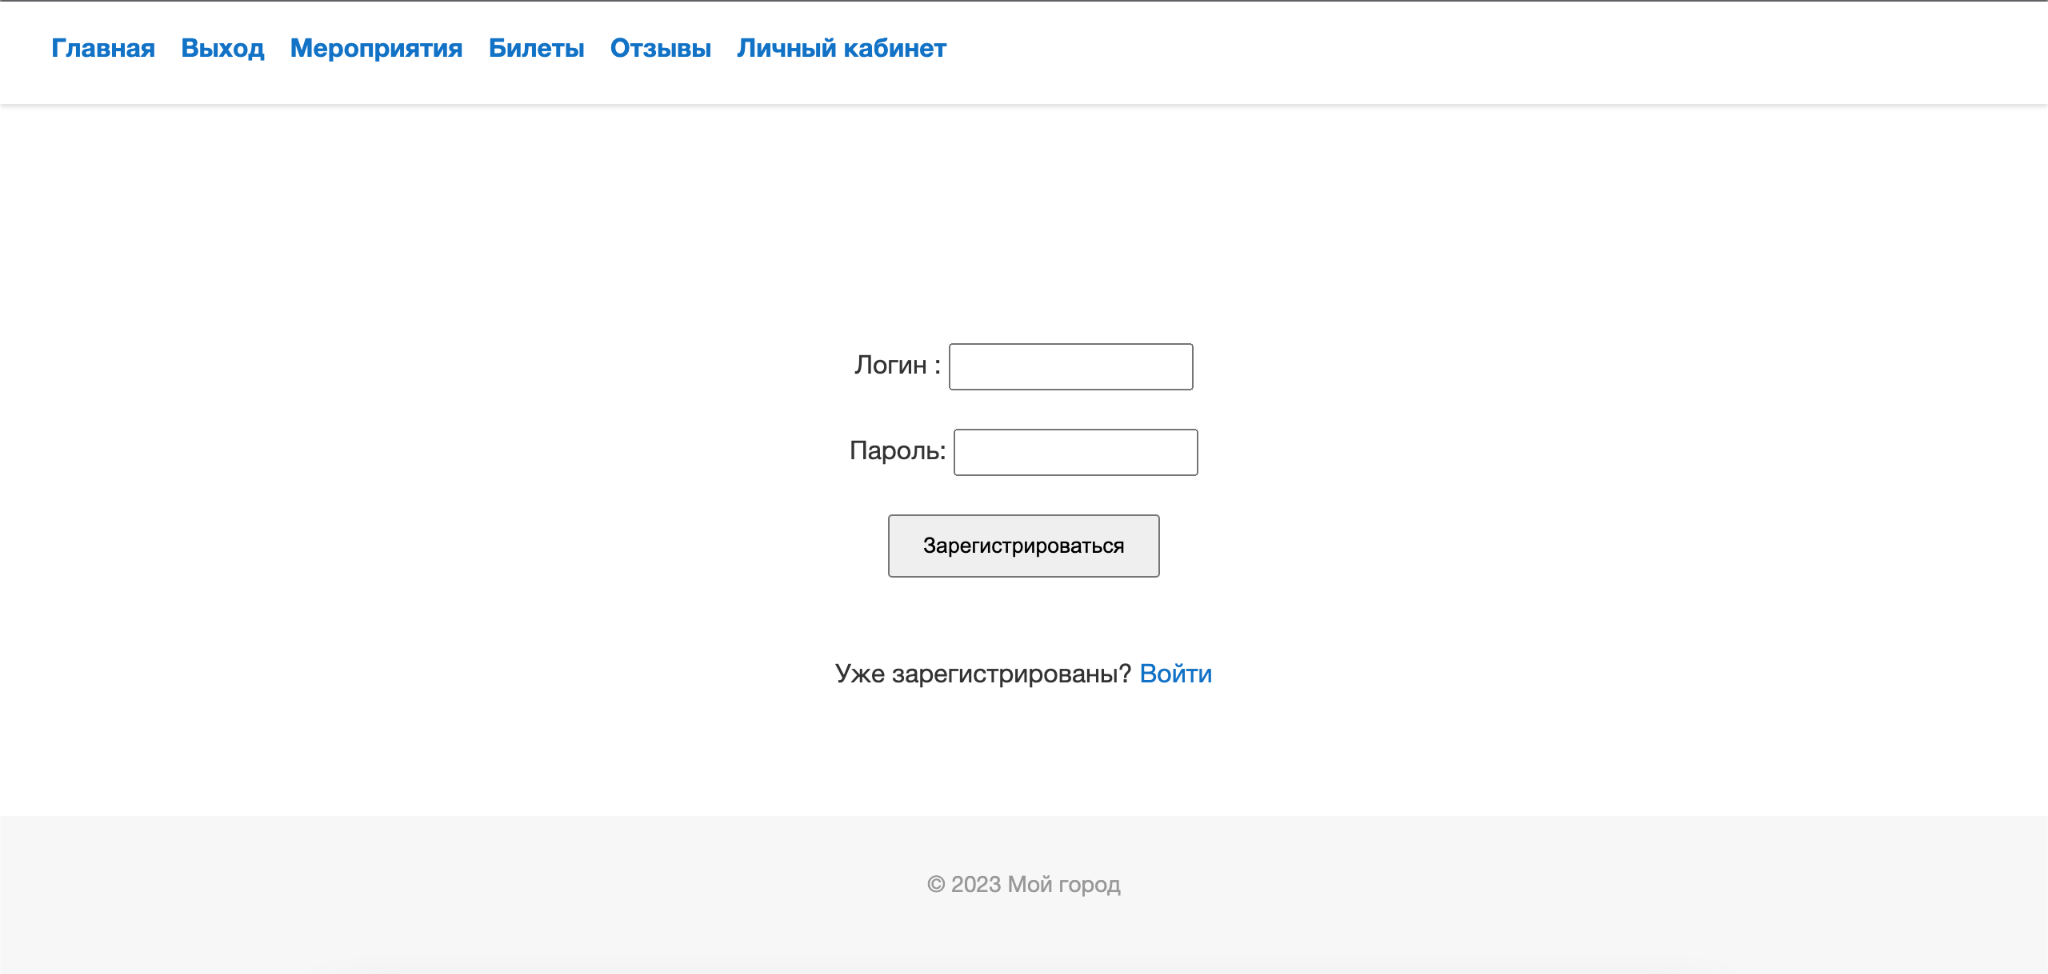 Главная Выход Мероприятия Билеты Отзывы Личный кабинет
Логин :
Пароль:
Зарегистрироваться
Уже зарегистрированы? Войти
© 2023 Мой город